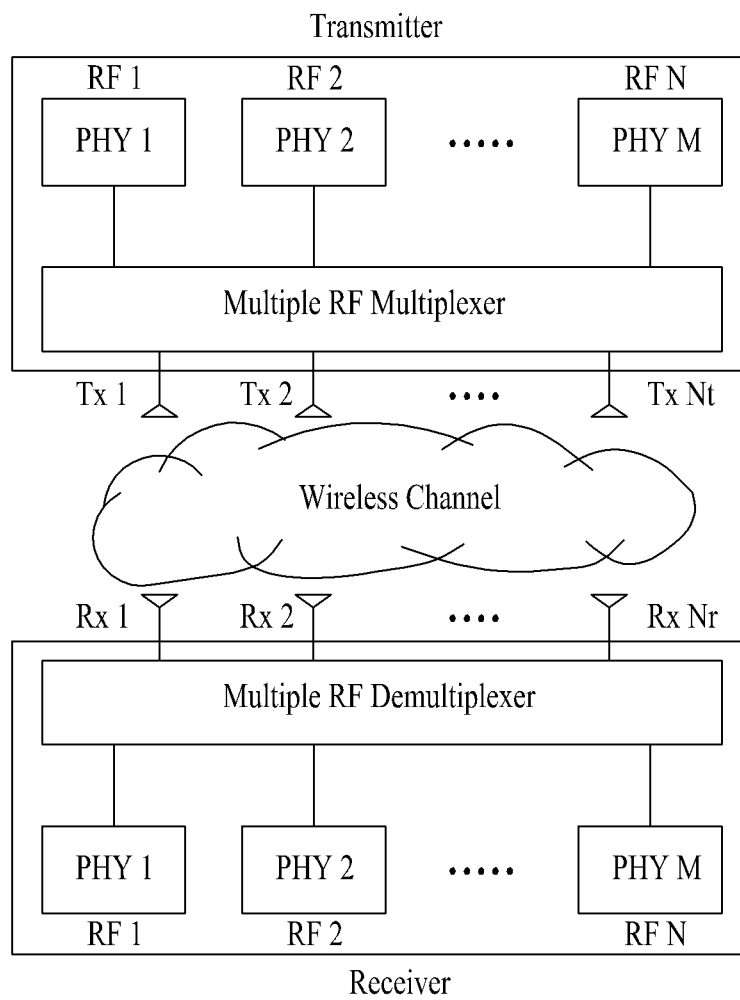 Transmitter
RF 1 RF 2 RF N
PHY 1 PHY 2 ••••• PHY M
Multiple RF Multiplexer
Tx 1 Tx 2 •••• Tx Nt
Wireless Channel
Rx 1 Rx 2 •••• Rx Nr
Multiple RF Demultiplexer
PHY 1 PHY 2 ••••• PHY M
RF 1 RF 2 RF N
Receiver